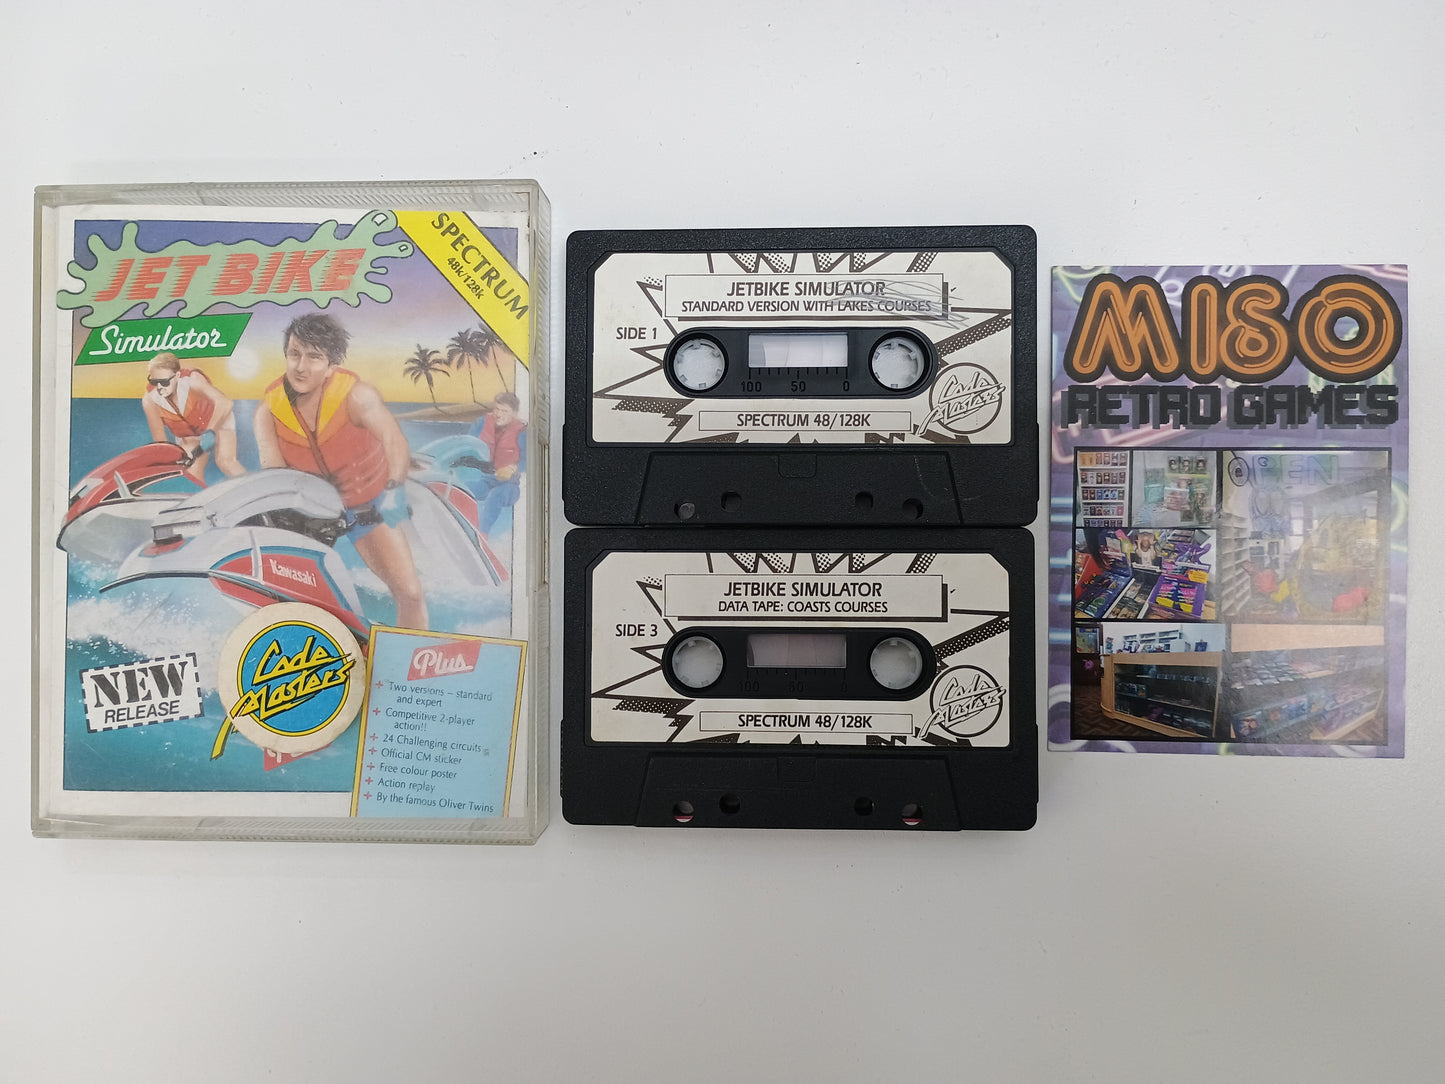 JET BIKE
Simulator
SPECTRUM
48k/128k
Kawasaki
NEW
RELEASE
Code
Masters
Plus
+ Two versions – standard
and expert
+ Competitive 2-player
action!!
+ 24 Challenging circuits
+ Official CM sticker
+ Free colour poster
+ Action replay
+ By the famous Oliver Twins
JETBIKE SIMULATOR
STANDARD VERSION WITH LAKES COURSES
SIDE 1
100 50 0
Code
Masters
SPECTRUM 48/128K
JETBIKE SIMULATOR
DATA TAPE: COASTS COURSES
SIDE 3
100 50 0
Code
Masters
SPECTRUM 48/128K
MISO
RETRO GAMES
OPEN